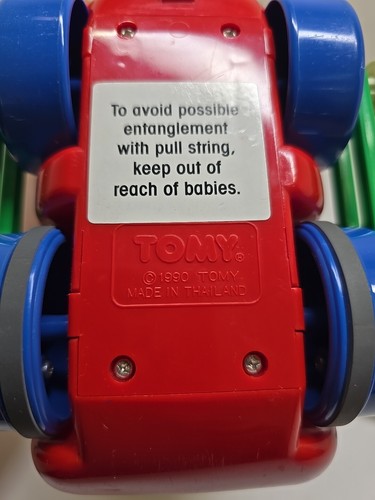 To avoid possible
entanglement
with pull string,
keep out of
reach of babies.
TOMY®
©1990 TOMY
MADE IN THAILAND